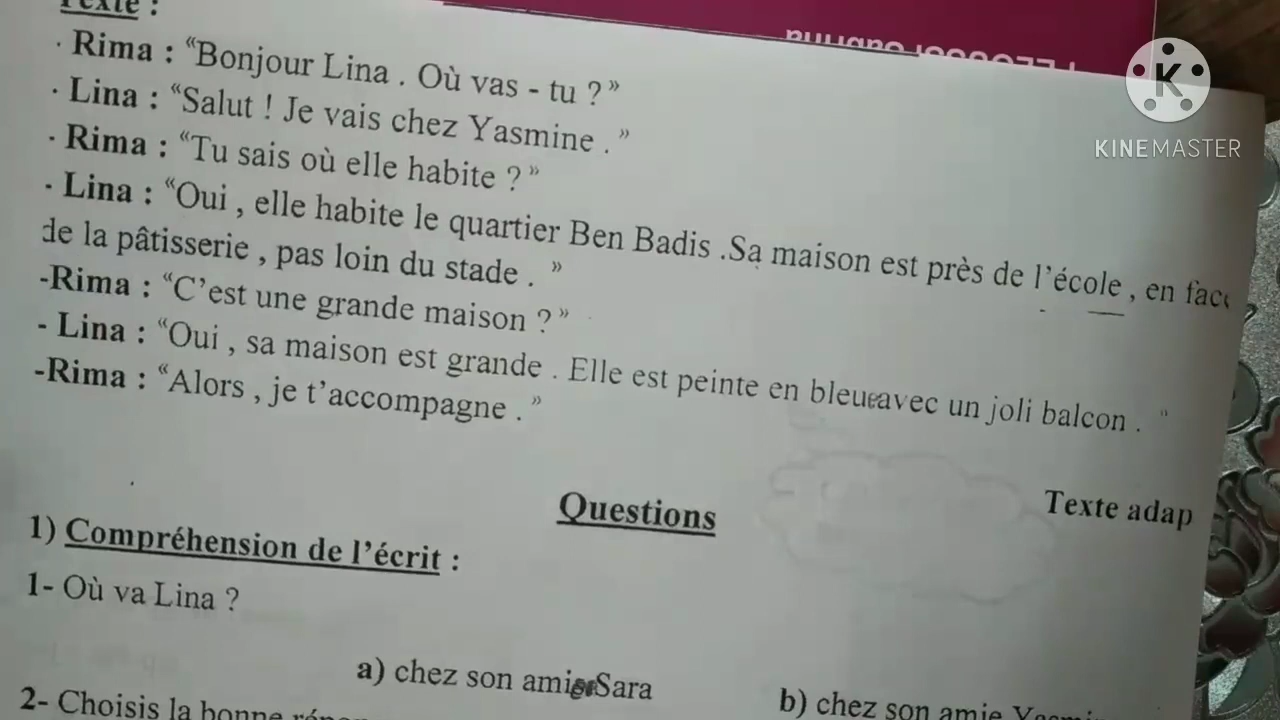 Texte :
· Rima : “Bonjour Lina . Où vas - tu ?”
· Lina : “Salut ! Je vais chez Yasmine . ”
- Rima : “Tu sais où elle habite ?”
- Lina : “Oui , elle habite le quartier Ben Badis .Sa maison est près de l’école , en face
de la pâtisserie , pas loin du stade . ”
-Rima : “C’est une grande maison ?”
- Lina : “Oui , sa maison est grande . Elle est peinte en bleu avec un joli balcon . ”
-Rima : “Alors , je t’accompagne .”
Texte adap
Questions
1) Compréhension de l’écrit :
1- Où va Lina ?
a) chez son amie Sara
b) chez son amie Yasmine
2- Choisis la bonne
KINEMASTER